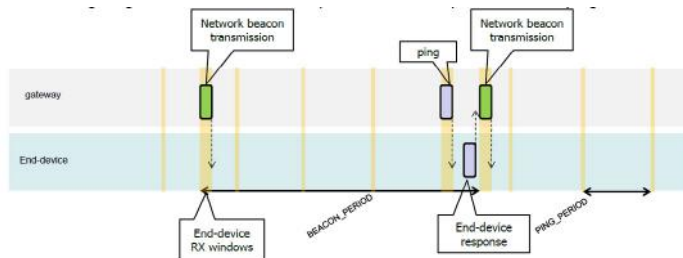 Network beacon
transmission
ping
Network beacon
transmission
gateway
End-device
BEACON_PERIOD
PING_PERIOD
End-device
RX windows
End-device
response